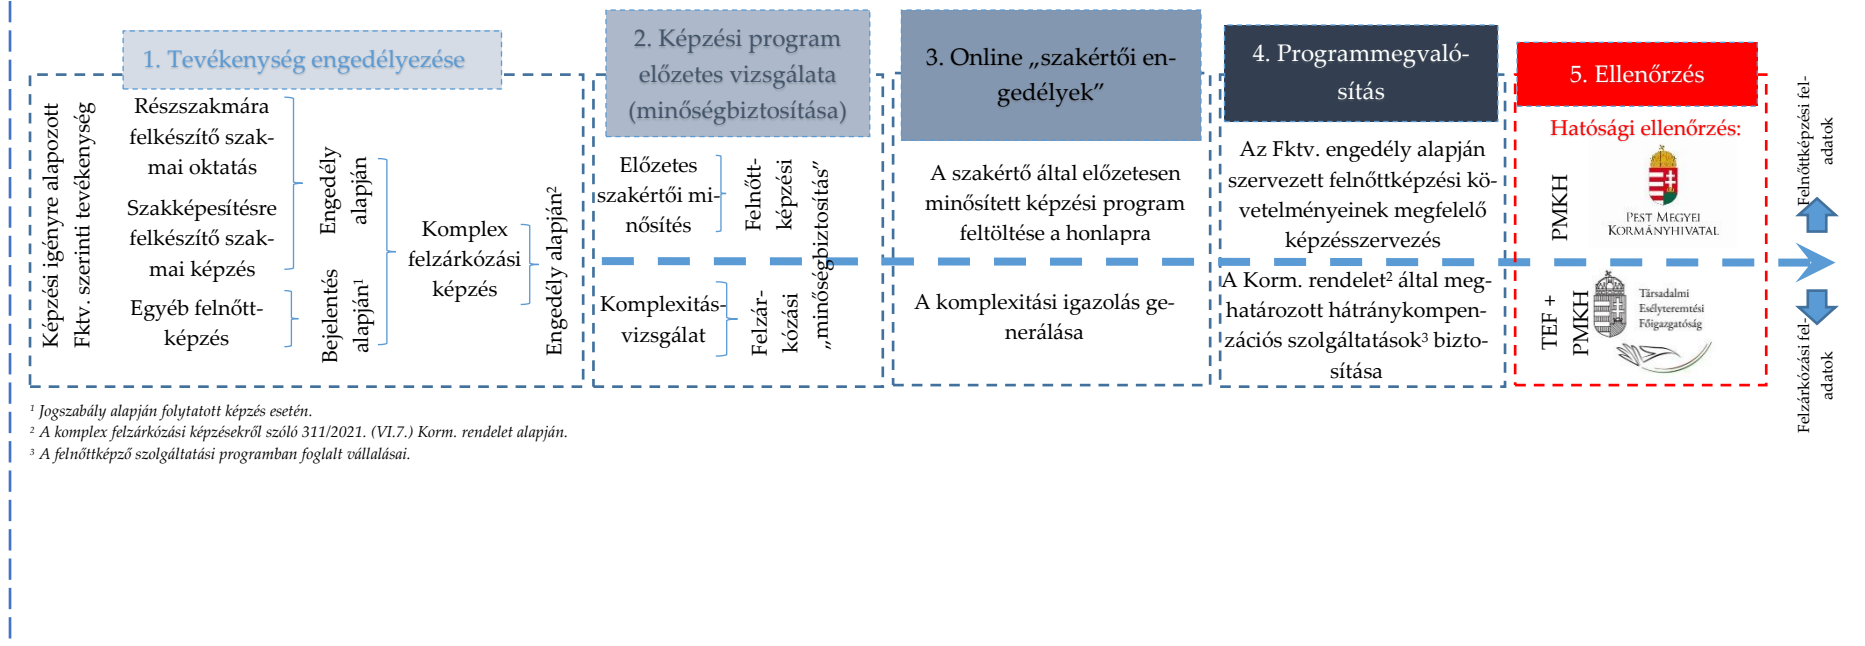 1. Tevékenység engedélyezése
Képzési igényre alapozott
Fktv. szerinti tevékenység
Részszakmára
felkészítő szak-
mai oktatás
Szakképesítésre
felkészítő szak-
mai képzés
Egyéb felnőtt-
képzés
Engedély
alapján
Bejelentés
alapján¹
Komplex
felzárkózási
képzés
Engedély alapján²
2. Képzési program
előzetes vizsgálata
(minőségbiztosítása)
Előzetes
szakértői mi-
nősítés
Felnőtt-
képzési
Komplexitás-
vizsgálat
Felzár-
kózási
„minőségbiztosítás”
3. Online „szakértői en-
gedélyek”
A szakértő által előzetesen
minősített képzési program
feltöltése a honlapra
A komplexitási igazolás ge-
nerálása
4. Programmegvaló-
sítás
Az Fktv. engedély alapján
szervezett felnőttképzési kö-
vetelményeinek megfelelő
képzésszervezés
A Korm. rendelet² által meg-
határozott hátránykompen-
zációs szolgáltatások³ bizto-
sítása
5. Ellenőrzés
Hatósági ellenőrzés:
PMKH
PEST MEGYEI
KORMÁNYHIVATAL
TEF +
PMKH
Társadalmi
Esélyteremtési
Főigazgatóság
Felnőttképzési fel-
adatok
Felzárkózási fel-
adatok
¹ Jogszabály alapján folytatott képzés esetén.
² A komplex felzárkózási képzésekről szóló 311/2021. (VI.7.) Korm. rendelet alapján.
³ A felnőttképző szolgáltatási programban foglalt vállalásai.